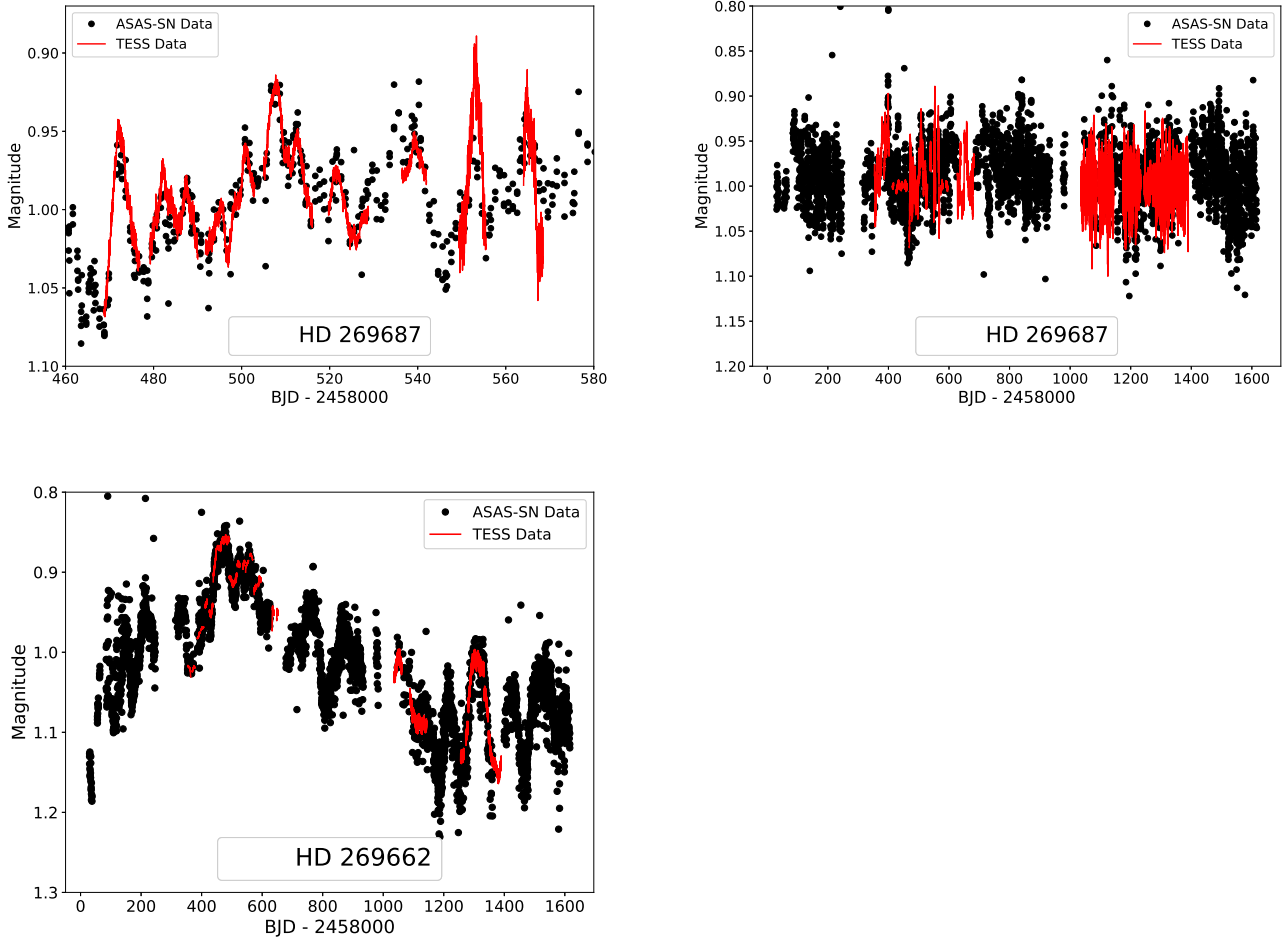 ASAS-SN Data
TESS Data
0.90
0.95
1.00
1.05
1.10
Magnitude
HD 269687
460 480 500 520 540 560 580
BJD - 2458000
ASAS-SN Data
TESS Data
0.80
0.85
0.90
0.95
1.00
1.05
1.10
1.15
1.20
Magnitude
HD 269687
0 200 400 600 800 1000 1200 1400 1600
BJD - 2458000
ASAS-SN Data
TESS Data
0.8
0.9
1.0
1.1
1.2
1.3
Magnitude
HD 269662
0 200 400 600 800 1000 1200 1400 1600
BJD - 2458000